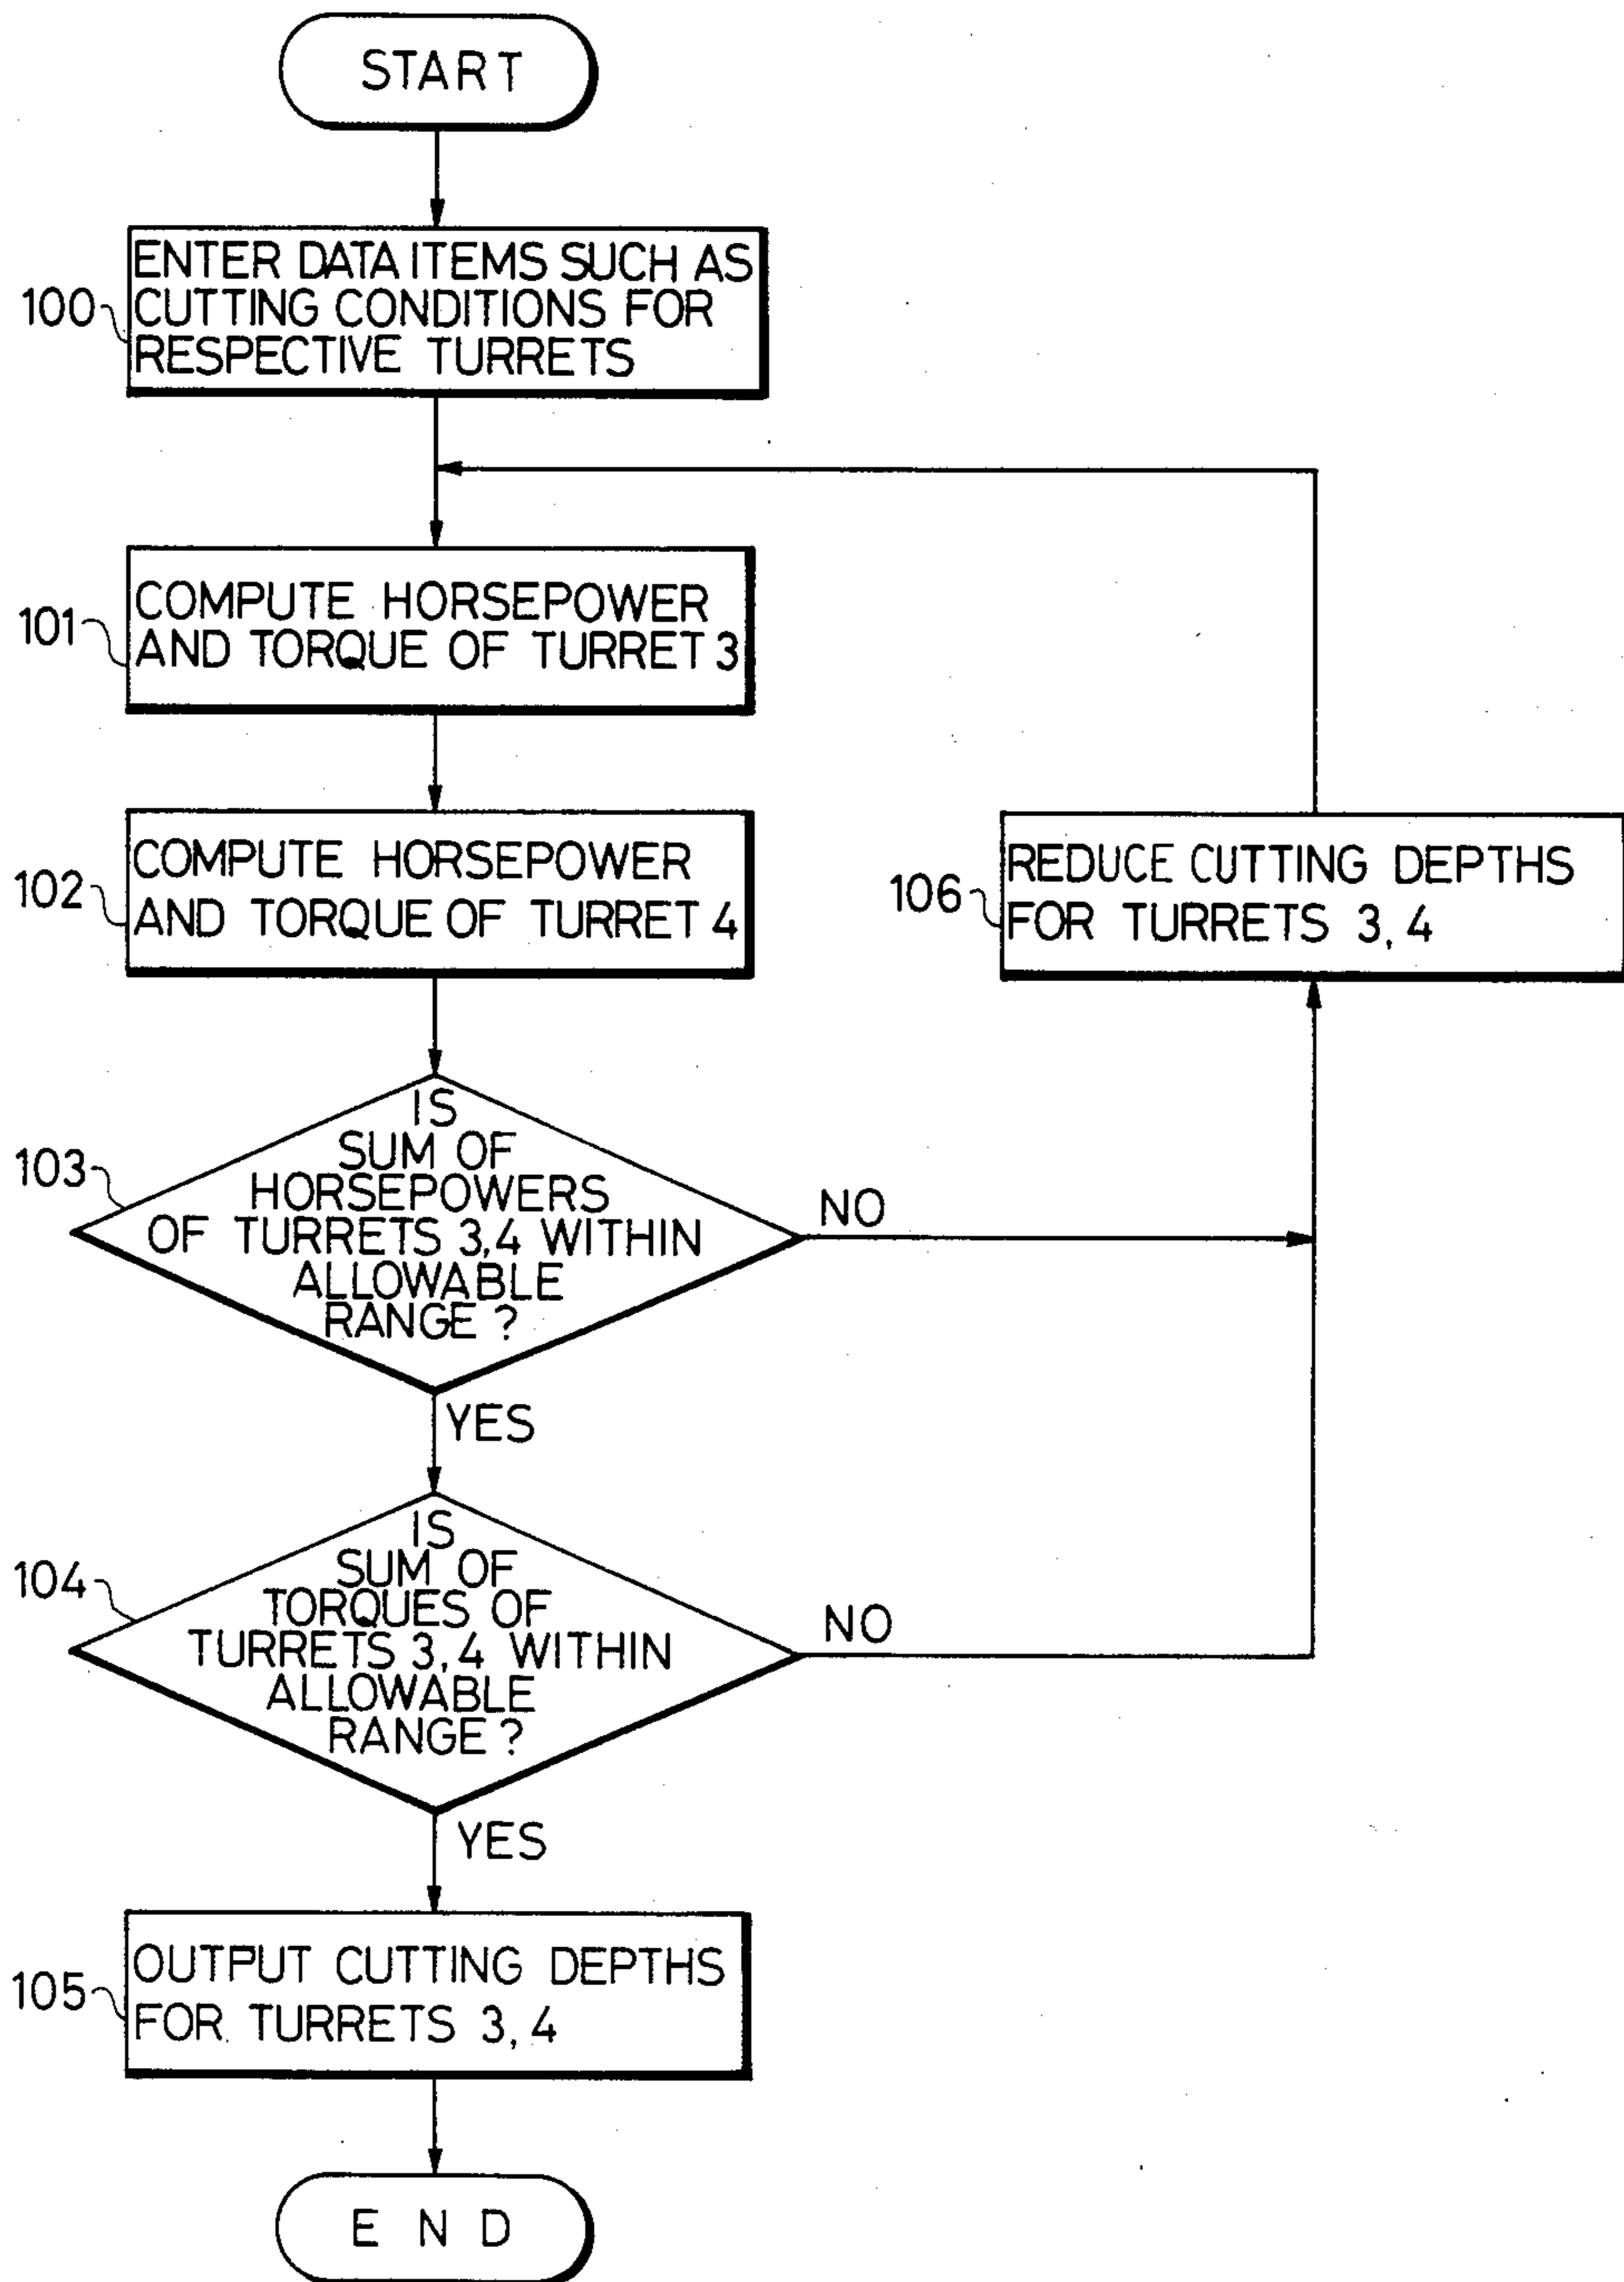 START
ENTER DATA ITEMS SUCH AS
CUTTING CONDITIONS FOR
RESPECTIVE TURRETS
100
COMPUTE HORSEPOWER
AND TORQUE OF TURRET 3
101
COMPUTE HORSEPOWER
AND TORQUE OF TURRET 4
102
REDUCE CUTTING DEPTHS
FOR TURRETS 3, 4
106
IS
SUM OF
HORSEPOWERS
OF TURRETS 3,4 WITHIN
ALLOWABLE
RANGE ?
103
NO
YES
IS
SUM OF
TORQUES OF
TURRETS 3, 4 WITHIN
ALLOWABLE
RANGE ?
104
NO
YES
OUTPUT CUTTING DEPTHS
FOR TURRETS 3, 4
105
END